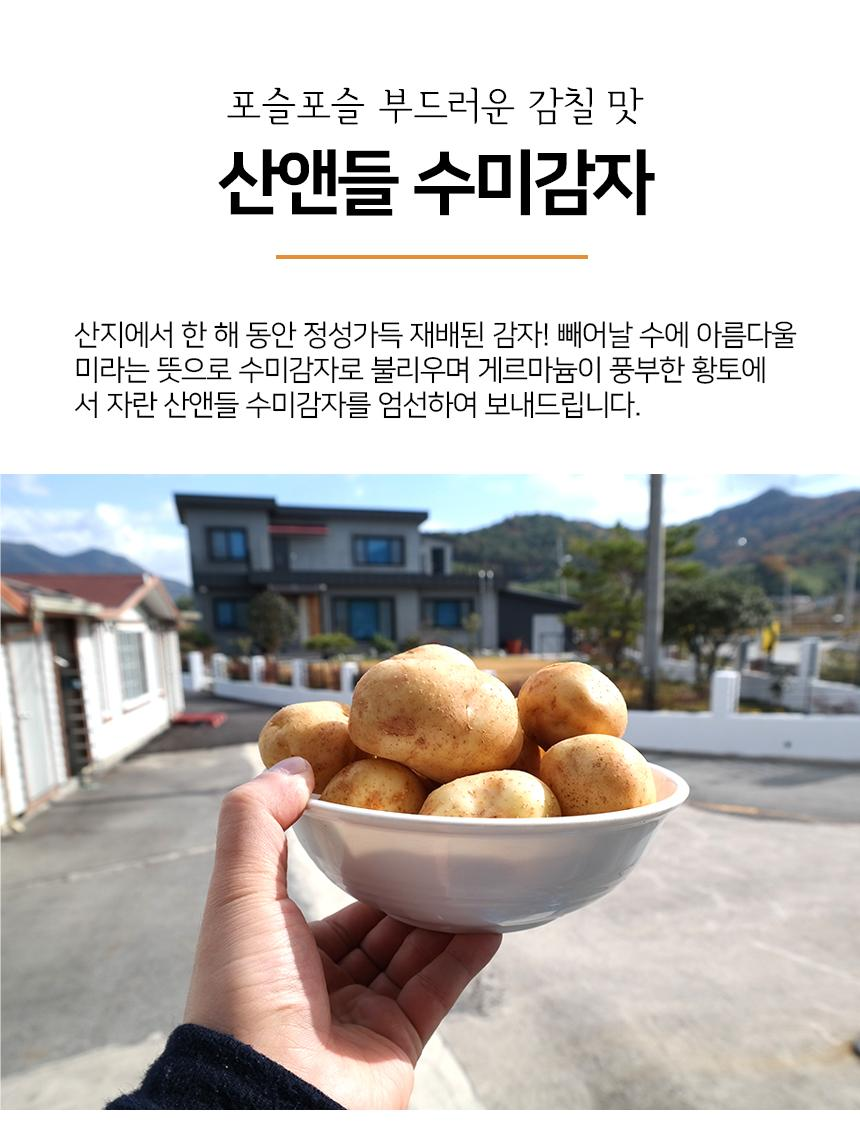 포슬포슬 부드러운 감칠 맛
산앤들 수미감자
산지에서 한 해 동안 정성가득 재배된 감자! 빼어날 수에 아름다울
미라는 뜻으로 수미감자로 불리우며 게르마늄이 풍부한 황토에
서 자란 산앤들 수미감자를 엄선하여 보내드립니다.